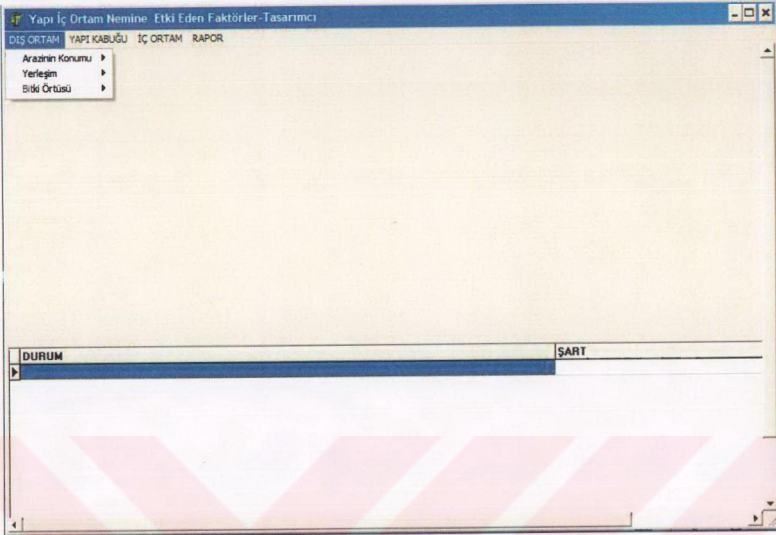 Yapı İç Ortam Nemine Etki Eden Faktörler-Tasarımcı
DIŞ ORTAM YAPI KABUĞU İÇ ORTAM RAPOR
Arazinin Konumu
Yerleşim
Bitki Örtüsü
DURUM ŞART